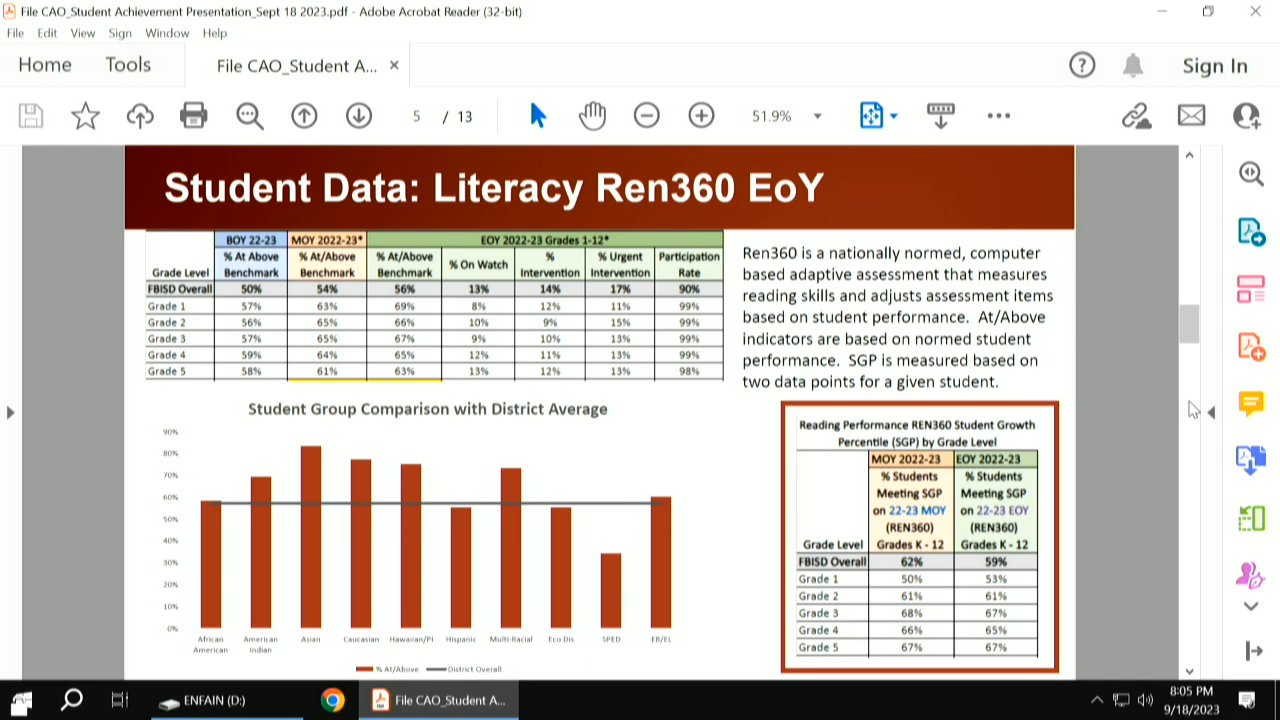 File CAO_Student Achievement Presentation_Sept 18 2023.pdf - Adobe Acrobat Reader (32-bit)
File Edit View Sign Window Help
Home Tools File CAO_Student A... × Sign In
5 / 13 51.9%
Student Data: Literacy Ren360 EoY
BOY 22-23 MOY 2022-23* EOY 2022-23 Grades 1-12*
Grade Level % At Above Benchmark % At/Above Benchmark % At/Above Benchmark % On Watch % Intervention % Urgent Intervention Participation Rate
FBISD Overall 50% 54% 56% 13% 14% 17% 90%
Grade 1 57% 63% 69% 8% 12% 11% 99%
Grade 2 56% 65% 66% 10% 9% 15% 99%
Grade 3 57% 65% 67% 9% 10% 13% 99%
Grade 4 59% 64% 65% 12% 11% 13% 99%
Grade 5 58% 61% 63% 13% 12% 13% 98%
Ren360 is a nationally normed, computer
based adaptive assessment that measures
reading skills and adjusts assessment items
based on student performance. At/Above
indicators are based on normed student
performance. SGP is measured based on
two data points for a given student.
Student Group Comparison with District Average
90%
80%
70%
60%
50%
40%
30%
20%
10%
0%
African American American Indian Asian Caucasian Hawaiian/PI Hispanic Multi-Racial Eco Dis SPED EB/EL
% At/Above District Overall
Reading Performance REN360 Student Growth
Percentile (SGP) by Grade Level
MOY 2022-23 EOY 2022-23
% Students % Students
Meeting SGP Meeting SGP
on 22-23 MOY on 22-23 EOY
(REN360) (REN360)
Grade Level Grades K - 12 Grades K - 12
FBISD Overall 62% 59%
Grade 1 50% 53%
Grade 2 61% 61%
Grade 3 68% 67%
Grade 4 66% 65%
Grade 5 67% 67%
ENFAIN (D:) File CAO_Student A... 8:05 PM
9/18/2023